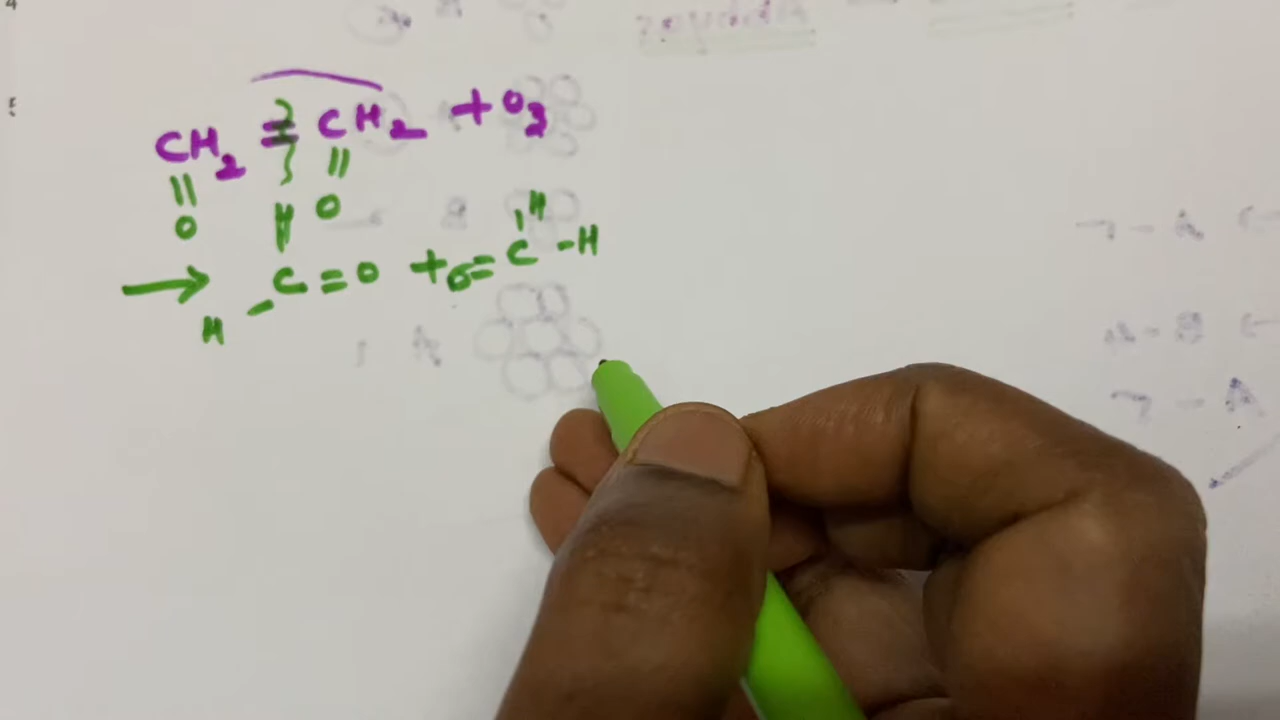 CH2 = CH2 + O3
|| ||
O O
H H
→ H - C = O + O = C - H